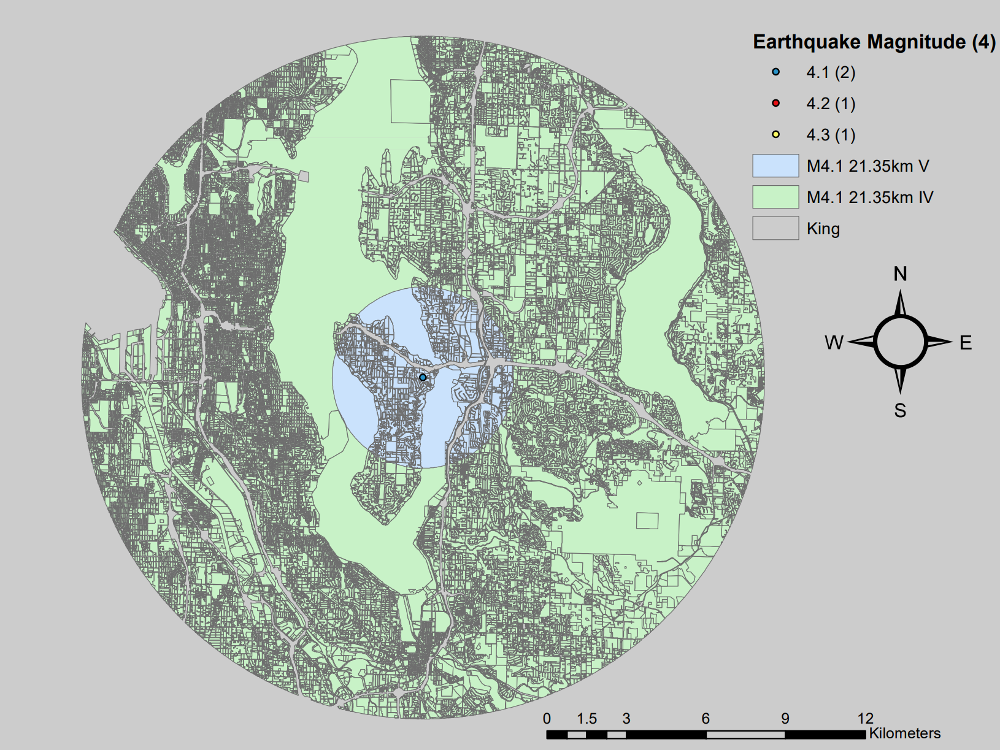 Earthquake Magnitude (4)
4.1 (2)
4.2 (1)
4.3 (1)
M4.1 21.35km V
M4.1 21.35km IV
King
N
W E
S
0 1.5 3 6 9 12
Kilometers